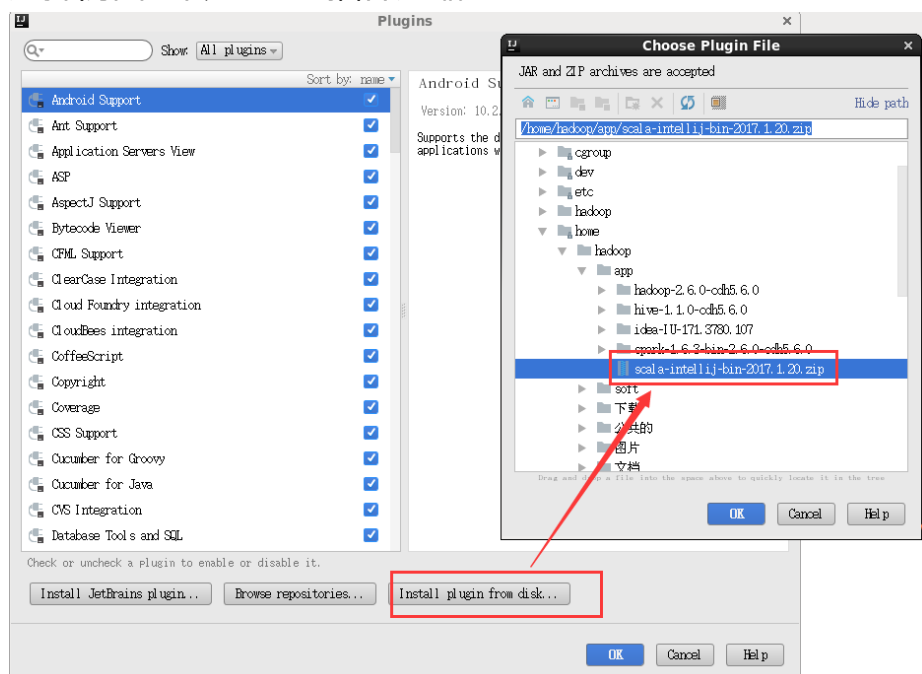 Plugins
Show: All plugins
Sort by: name
Android Support
Ant Support
Application Servers View
ASP
AspectJ Support
Bytecode Viewer
CFML Support
ClearCase Integration
Cloud Foundry integration
CloudBees integration
CoffeeScript
Copyright
Coverage
CSS Support
Cucumber for Groovy
Cucumber for Java
CVS Integration
Database Tools and SQL
Check or uncheck a plugin to enable or disable it.
Install JetBrains plugin...
Browse repositories...
Install plugin from disk...
OK
Cancel
Help
Android
Version: 10.2.
Supports the
applications
Choose Plugin File
JAR and ZIP archives are accepted
Hide path
/home/hadoop/app/scala-intellij-bin-2017.1.20.zip
cgroup
dev
etc
hadoop
home
hadoop
app
hadoop-2.6.0-cdh5.6.0
hive-1.1.0-cdh5.6.0
idea-IU-171.3780.107
spark-1.6.3-bin-2.6.0-cdh5.6.0
scala-intellij-bin-2017.1.20.zip
soft
下载
公共的
图片
文档
Drag and drop a file into the space above to quickly locate it in the tree
OK
Cancel
Help